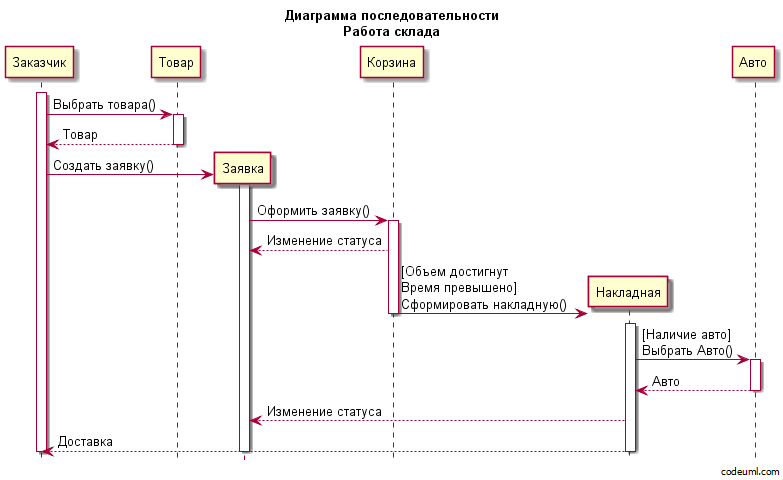 Диаграмма последовательности
Работа склада
Заказчик
Товар
Корзина
Авто
Выбрать товара()
Товар
Создать заявку()
Заявка
Оформить заявку()
Изменение статуса
[Объем достигнут
Время превышено]
Сформировать накладную()
Накладная
[Наличие авто]
Выбрать Авто()
Авто
Изменение статуса
Доставка
codeuml.com